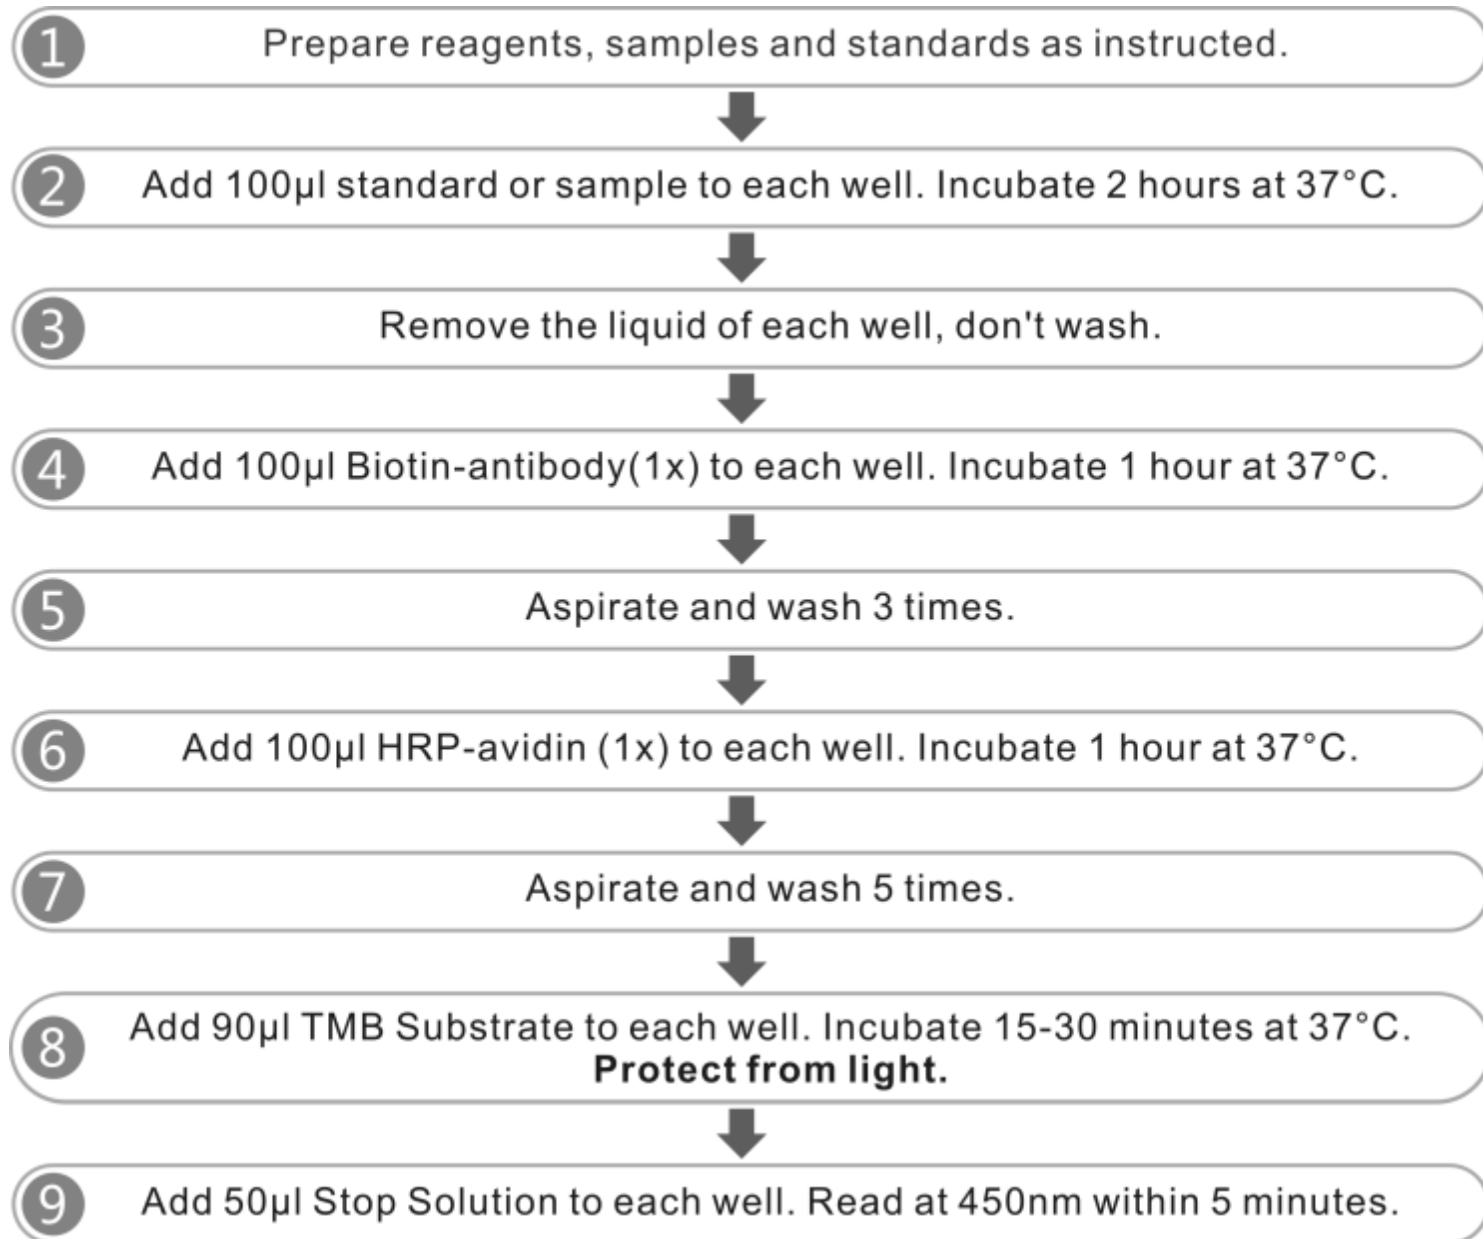 1 Prepare reagents, samples and standards as instructed.
2 Add 100µl standard or sample to each well. Incubate 2 hours at 37°C.
3 Remove the liquid of each well, don't wash.
4 Add 100µl Biotin-antibody(1x) to each well. Incubate 1 hour at 37°C.
5 Aspirate and wash 3 times.
6 Add 100µl HRP-avidin (1x) to each well. Incubate 1 hour at 37°C.
7 Aspirate and wash 5 times.
8 Add 90µl TMB Substrate to each well. Incubate 15-30 minutes at 37°C.
Protect from light.
9 Add 50µl Stop Solution to each well. Read at 450nm within 5 minutes.